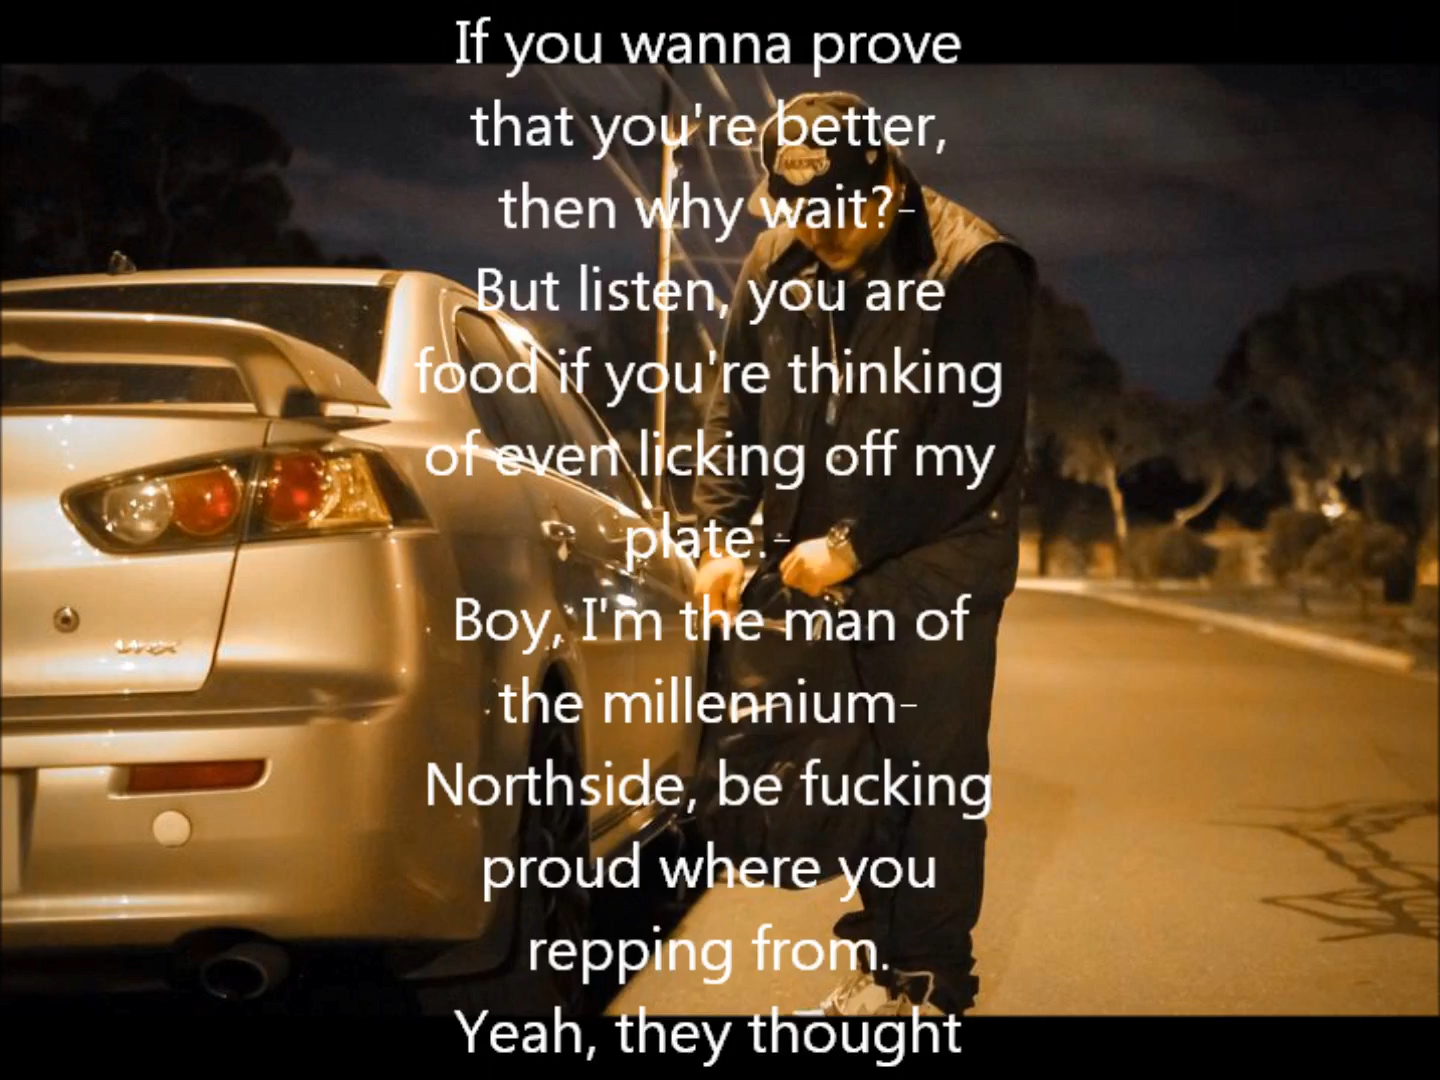 If you wanna prove
that you're better,
then why wait?-
But listen, you are
food if you're thinking
of even licking off my
plate.-
Boy, I'm the man of
the millennium-
Northside, be fucking
proud where you
repping from.
Yeah, they thought